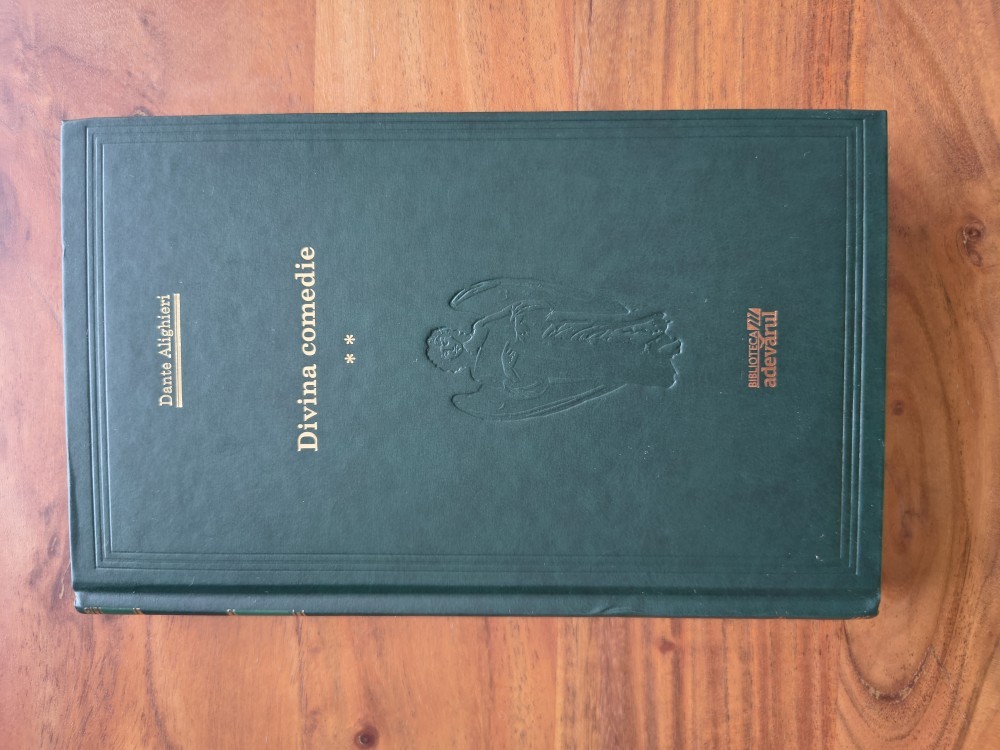 Dante Alighieri
Divina comedie
* *
BIBLIOTECA
adevărul